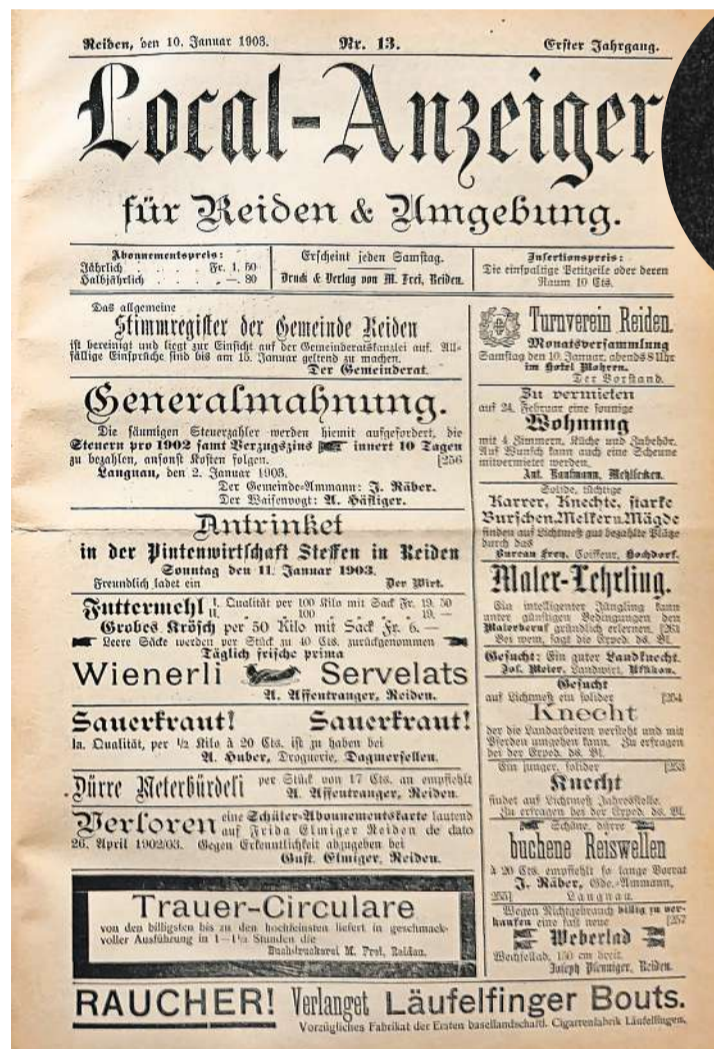 Reiden, den 10. Januar 1903. Nr. 13. Erster Jahrgang.
Local-Anzeiger
für Reiden & Umgebung.
Abonnementspreis:
Jährlich . . . . Fr. 1. 50
Halbjährlich . . . . —. 80
Erscheint jeden Samstag.
Druck & Verlag von M. Frei, Reiden.
Insertionspreis:
Die einspaltige Petitzeile oder deren
Raum 10 Cts.
Das allgemeine
Stimmregister der Gemeinde Reiden
ist bereinigt und liegt zur Einsicht auf der Gemeinderatskanzlei auf. All-
fällige Einsprüche sind bis am 15. Januar geltend zu machen.
Der Gemeinderat.
Generalmahnung.
Die säumigen Steuerzahler werden hiemit aufgefordert, die
Steuern pro 1902 samt Verzugszins innert 10 Tagen
zu bezahlen, ansonst Kosten folgen. [256
Langnau, den 2. Januar 1903.
Der Gemeinde-Ammann: J. Räber.
Der Waisenvogt: A. Häfliger.
Antrinket
in der Pintenwirtschaft Steffen in Reiden
Sonntag den 11. Januar 1903.
Freundlich ladet ein Der Wirt.
Futtermehl I. Qualität per 100 Kilo mit Sack Fr. 19. 50
II. " " 100 " " " " 19. —
Grobes Krösch per 50 Kilo mit Sack Fr. 6. —
Leere Säcke werden per Stück zu 40 Cts. zurückgenommen
Täglich frische prima
Wienerli Servelats
A. Affentranger, Reiden.
Sauerkraut! Sauerkraut!
Ia. Qualität, per 1/2 Kilo à 20 Cts. ist zu haben bei
A. Huber, Droguerie, Dagmersellen.
Dürre Meterbürdeli per Stück von 17 Cts. an empfiehlt
A. Affentranger, Reiden.
Verloren eine Schüler-Abonnementskarte lautend
auf Frida Elmiger Reiden de dato
26. April 1902/03. Gegen Erkenntlichkeit abzugeben bei
Gust. Elmiger, Reiden.
Trauer-Circulare
von den billigsten bis zu den hochfeinsten liefert in geschmack-
voller Ausführung in 1—1½ Stunden die
Buchdruckerei M. Frei, Reiden.
Turnverein Reiden.
Monatsversammlung
Samstag den 10. Januar, abends 8 Uhr
im Hotel Mohren.
Der Vorstand.
Zu vermieten
auf 24. Februar eine sonnige
Wohnung
mit 4 Zimmern, Küche und Zubehör.
Auf Wunsch kann auch eine Scheune
mitvermietet werden.
Ant. Kaufmann, Mehlsecken.
Solide, tüchtige
Karrer, Knechte, starke
Burschen, Melker u. Mägde
finden auf Lichtmeß gut bezahlte Plätze
durch das
Bureau Frey, Coiffeur, Hochdorf.
Maler-Lehrling.
Ein intelligenter Jüngling kann
unter günstigen Bedingungen den
Malerberuf gründlich erlernen. [261
Bei wem, sagt die Exped. ds. Bl.
Gesucht: Ein guter Landknecht.
Jos. Meier, Landwirt, Uffikon.
Gesucht
auf Lichtmeß ein solider [254
Knecht
der die Landarbeiten versteht und mit
Pferden umgehen kann. Zu erfragen
bei der Exped. ds. Bl.
Ein junger, solider [253
Knecht
findet auf Lichtmeß Jahresstelle.
Zu erfragen bei der Exped. ds. Bl.
Schöne, dürre
buchene Reiswellen
à 20 Cts. empfiehlt so lange Vorrat
J. Räber, Gde.-Ammann,
255] Langnau.
Wegen Nichtgebrauch billig zu ver-
kaufen eine fast neue [257
Weberlad
Wechsellad, 150 cm breit.
Joseph Pfenniger, Reiden.
RAUCHER! Verlanget Läufelfinger Bouts.
Vorzügliches Fabrikat der Ersten basellandschaftl. Cigarrenfabrik Läufelfingen.